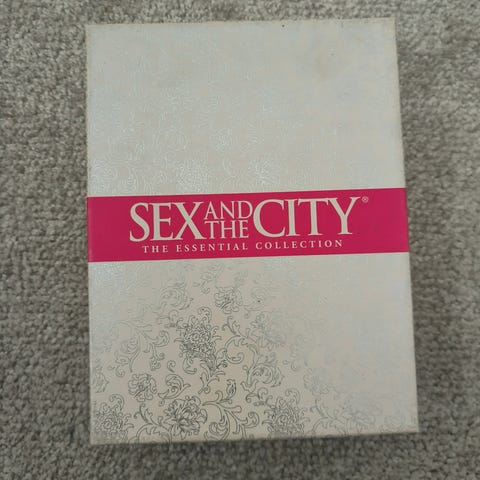 SEX AND THE CITY®
THE ESSENTIAL COLLECTION